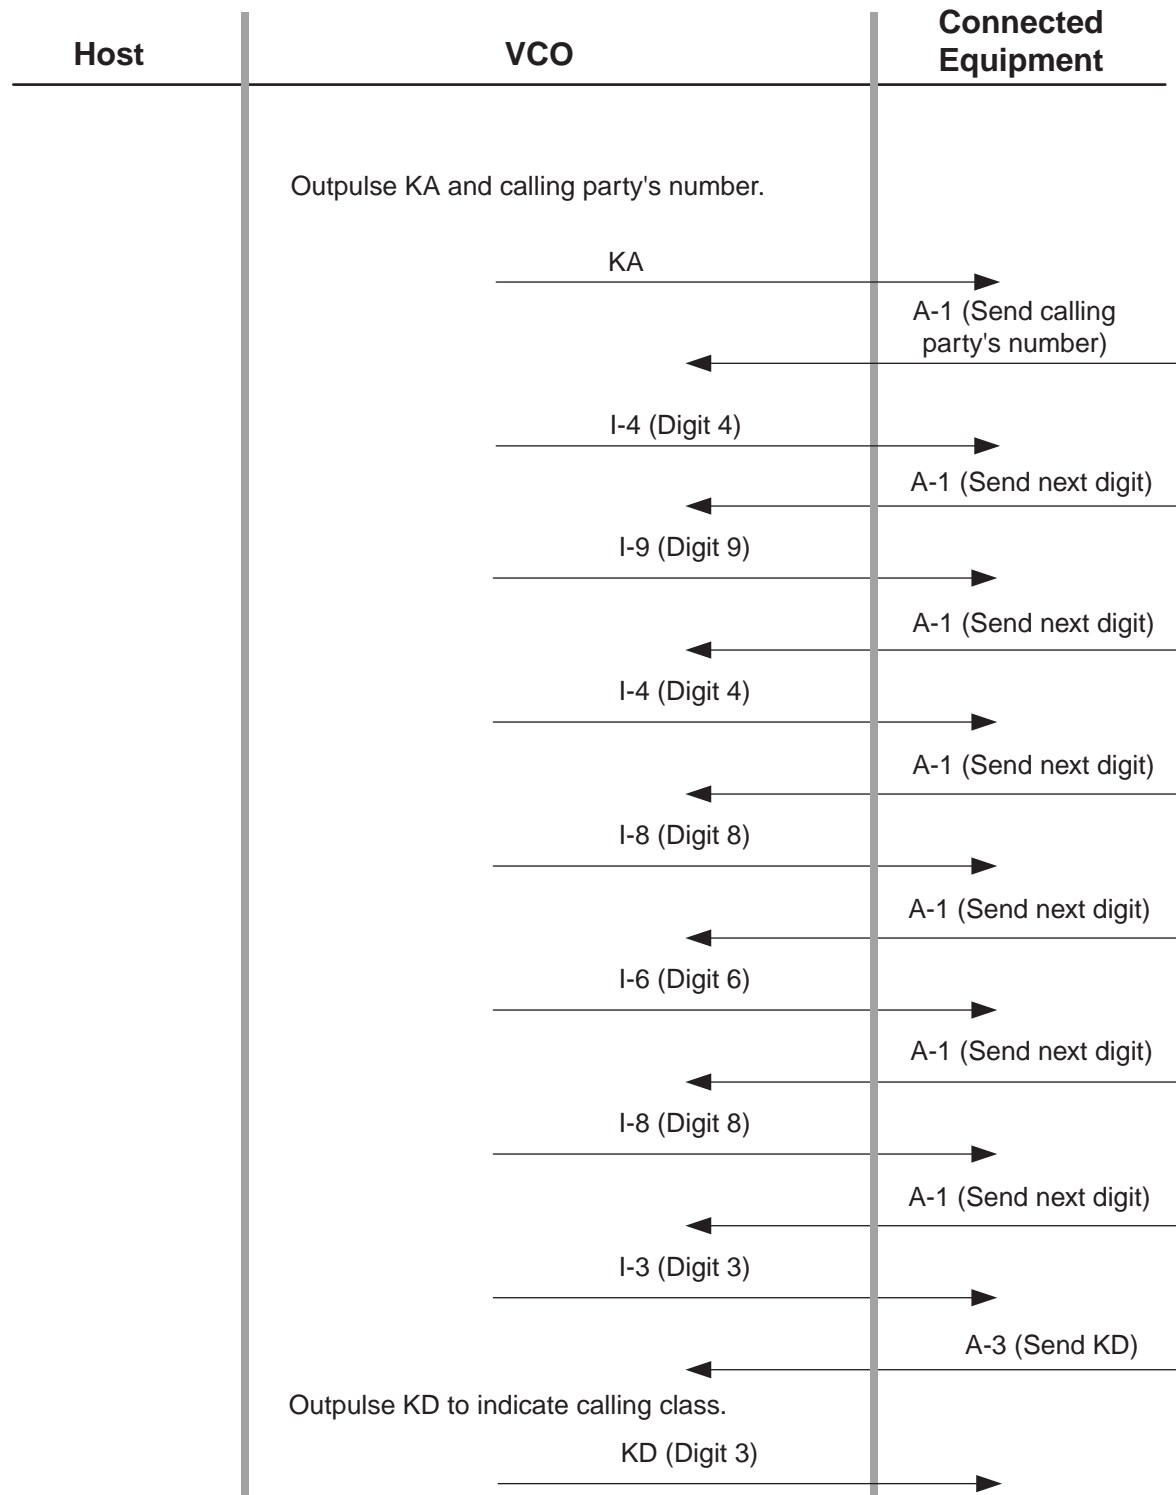 Host
VCO
Connected
Equipment
Outpulse KA and calling party's number.
KA
A-1 (Send calling
party's number)
I-4 (Digit 4)
A-1 (Send next digit)
I-9 (Digit 9)
A-1 (Send next digit)
I-4 (Digit 4)
A-1 (Send next digit)
I-8 (Digit 8)
A-1 (Send next digit)
I-6 (Digit 6)
A-1 (Send next digit)
I-8 (Digit 8)
A-1 (Send next digit)
I-3 (Digit 3)
A-3 (Send KD)
Outpulse KD to indicate calling class.
KD (Digit 3)